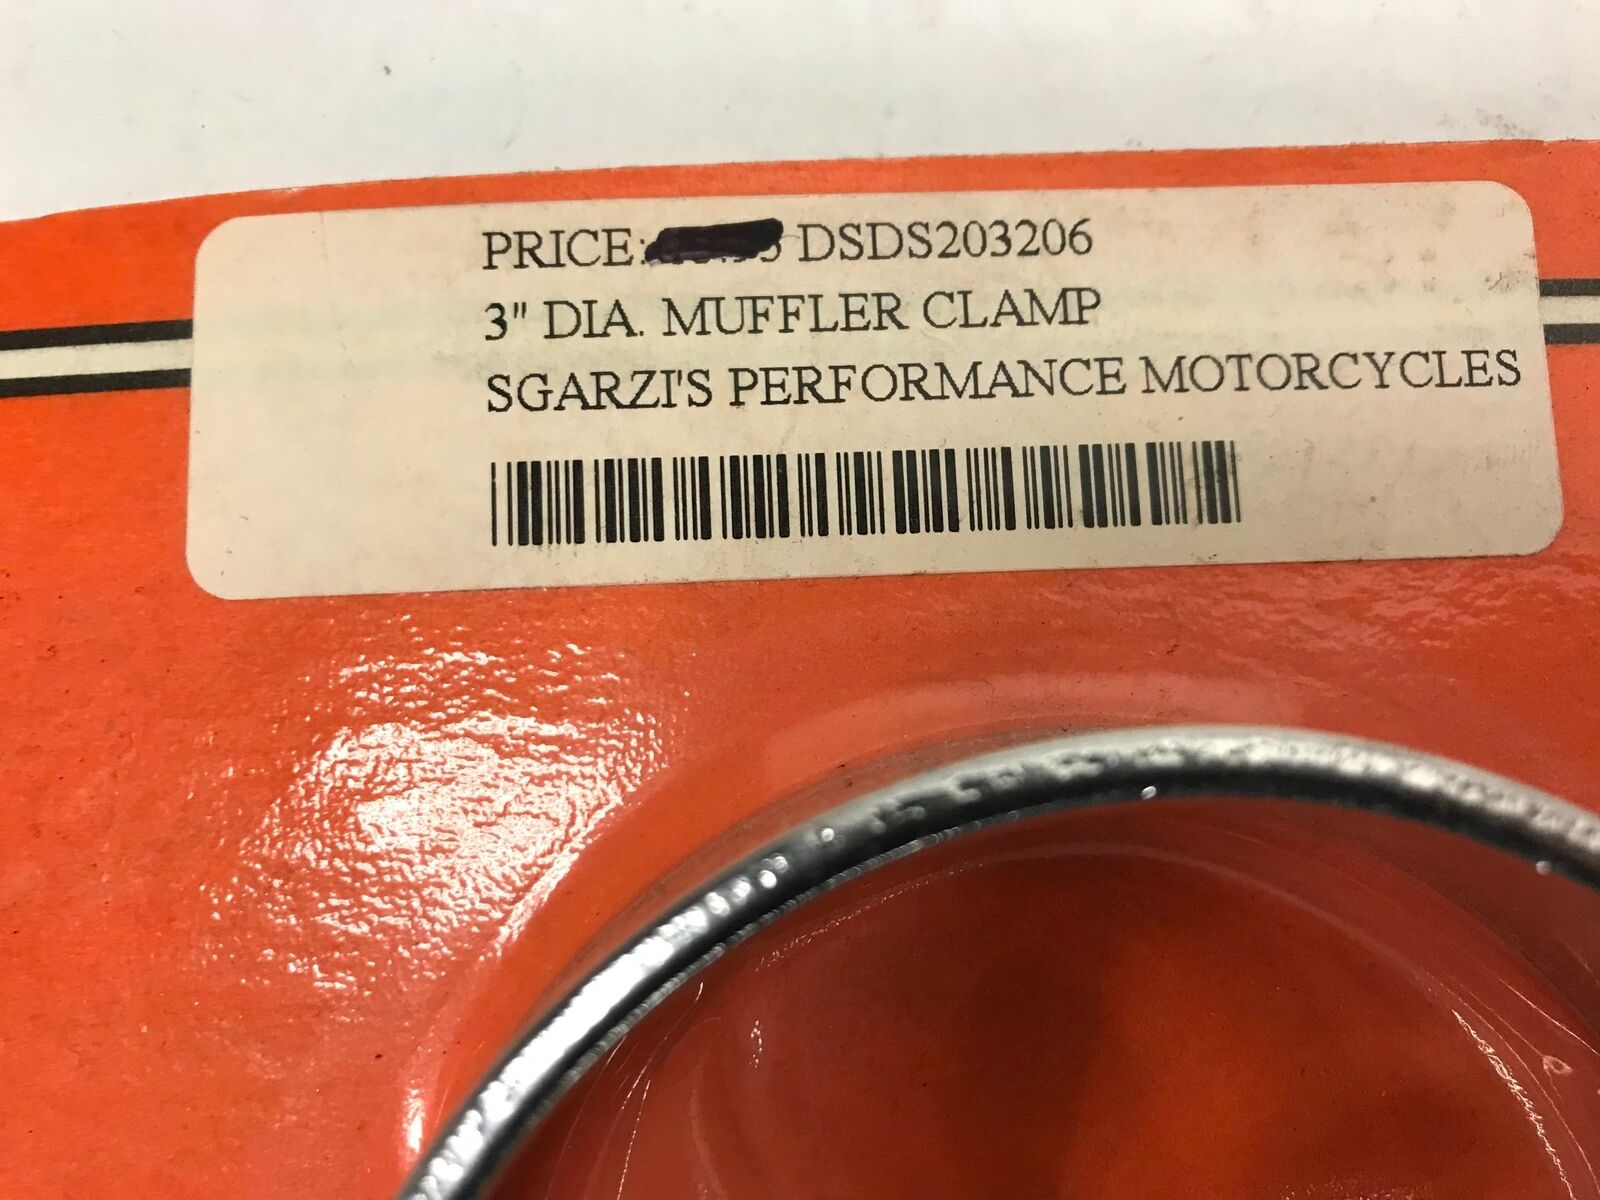 PRICE: DSDS203206
3" DIA. MUFFLER CLAMP
SGARZI'S PERFORMANCE MOTORCYCLES